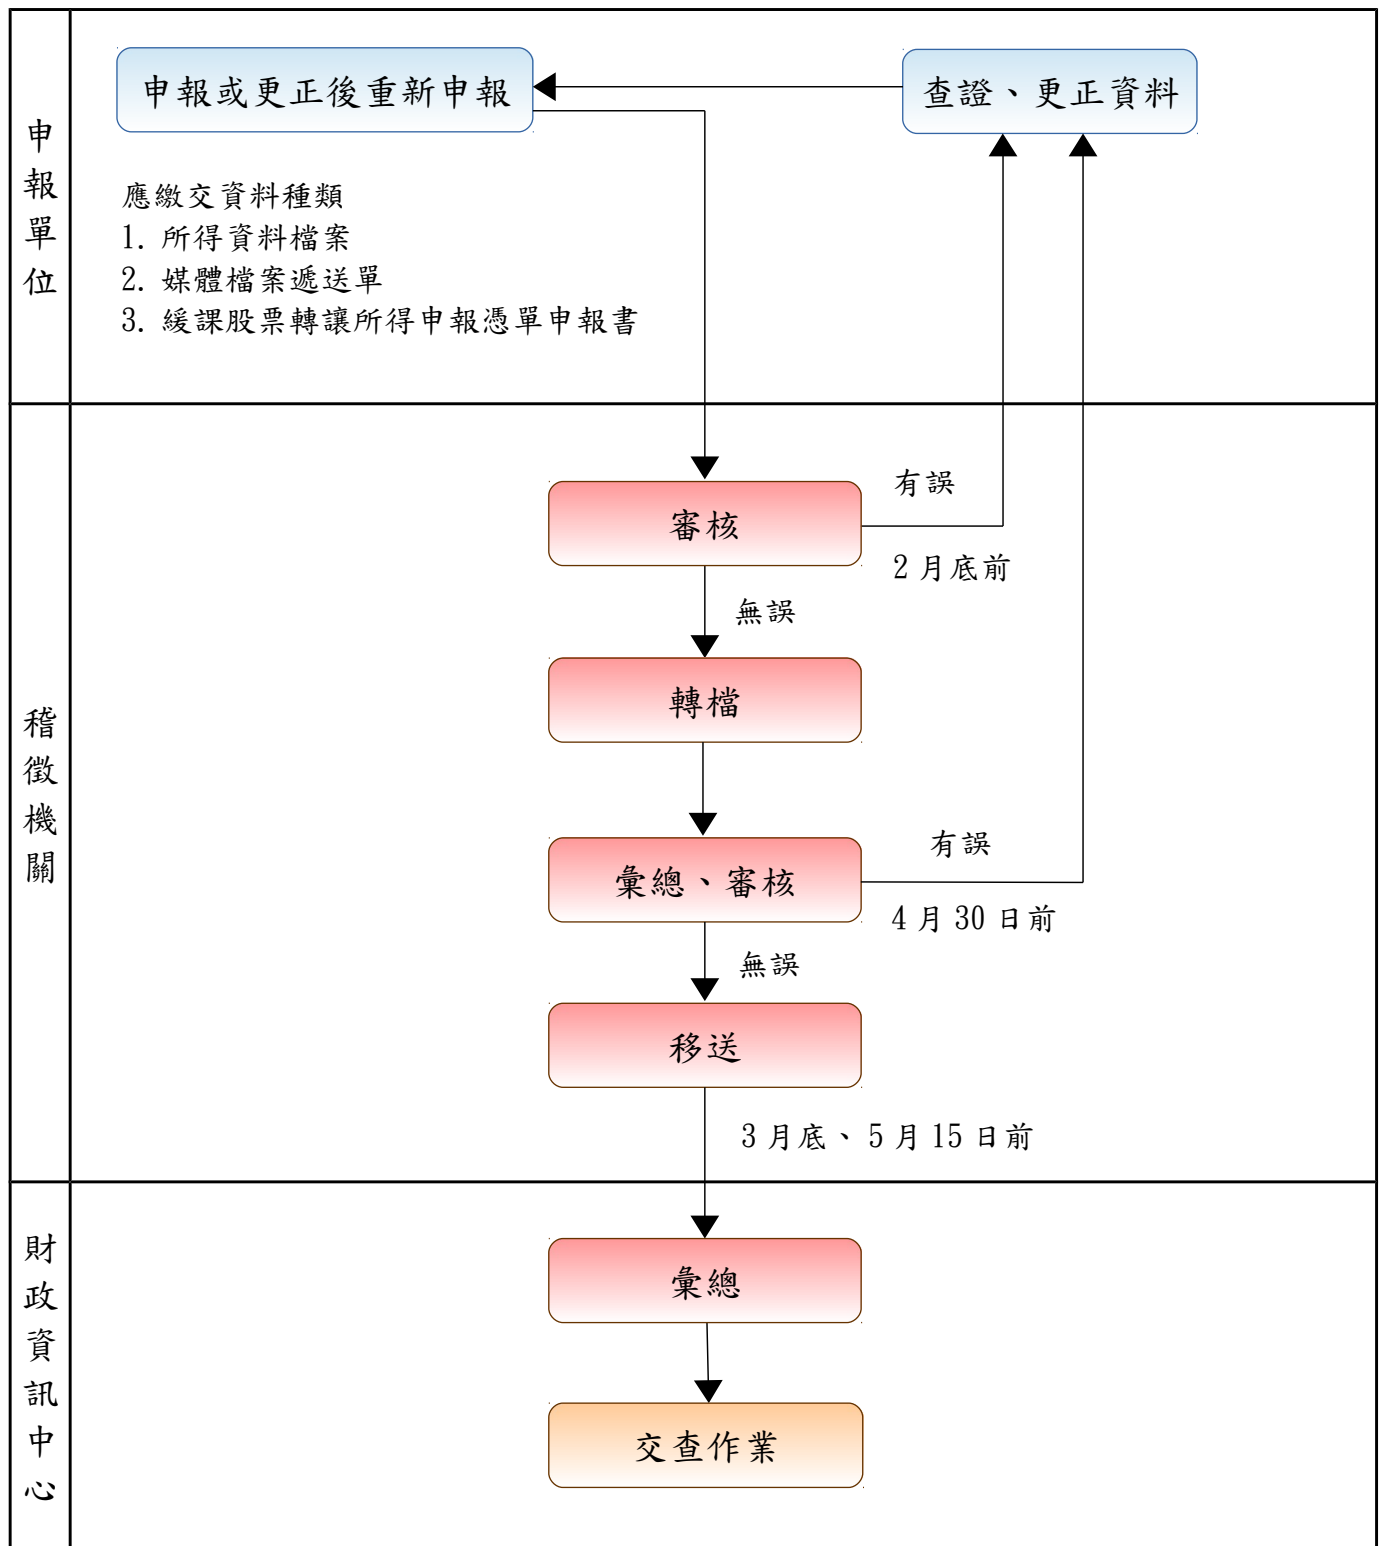 申報單位
申報或更正後重新申報
查證、更正資料
應繳交資料種類
1. 所得資料檔案
2. 媒體檔案遞送單
3. 緩課股票轉讓所得申報憑單申報書
稽徵機關
審核
有誤
2月底前
無誤
轉檔
彙總、審核
有誤
4月30日前
無誤
移送
3月底、5月15日前
財政資訊中心
彙總
交查作業